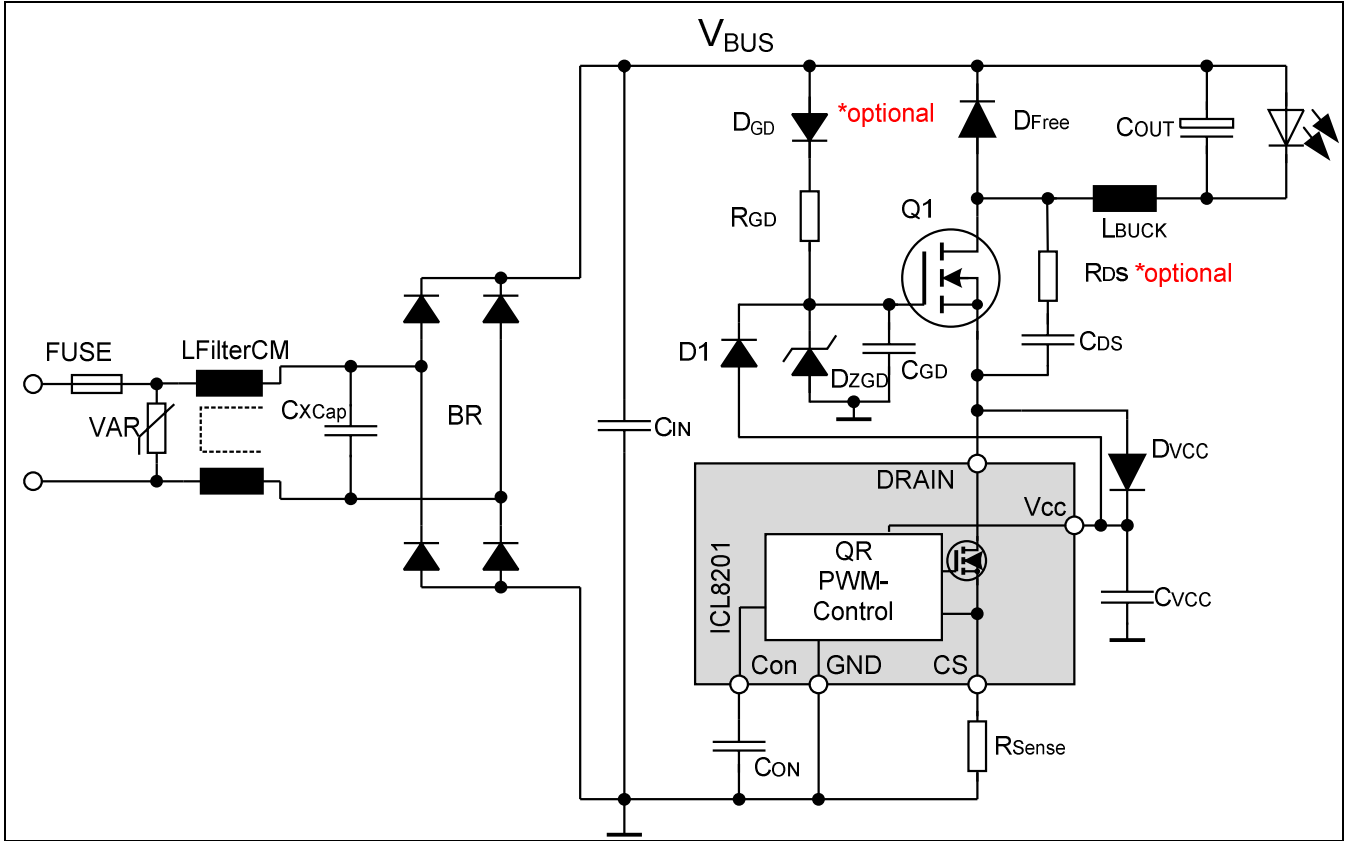 VBUS
DGD
*optional
DFree
COUT
RGD
Q1
LBUCK
RDS *optional
CDS
FUSE
LFilterCM
D1
DZGD
CGD
VAR
CXCap
BR
CIN
DVCC
DRAIN
Vcc
ICL8201
QR
PWM-
Control
CVCC
Con
GND
CS
CON
RSense